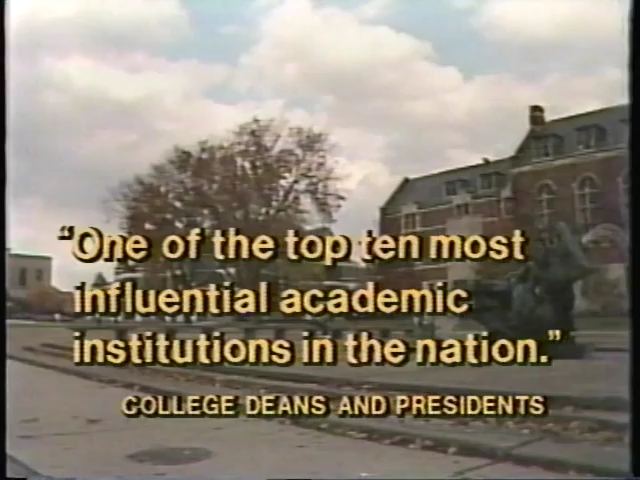 “One of the top ten most
influential academic
institutions in the nation.”
COLLEGE DEANS AND PRESIDENTS